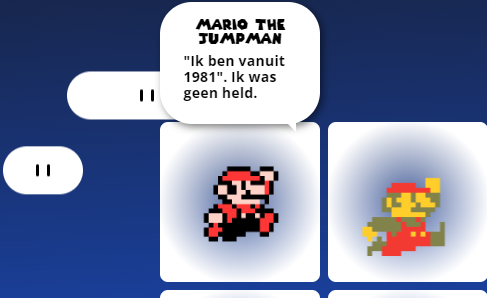 MARIO THE
JUMPMAN
"Ik ben vanuit
1981". Ik was
geen held.